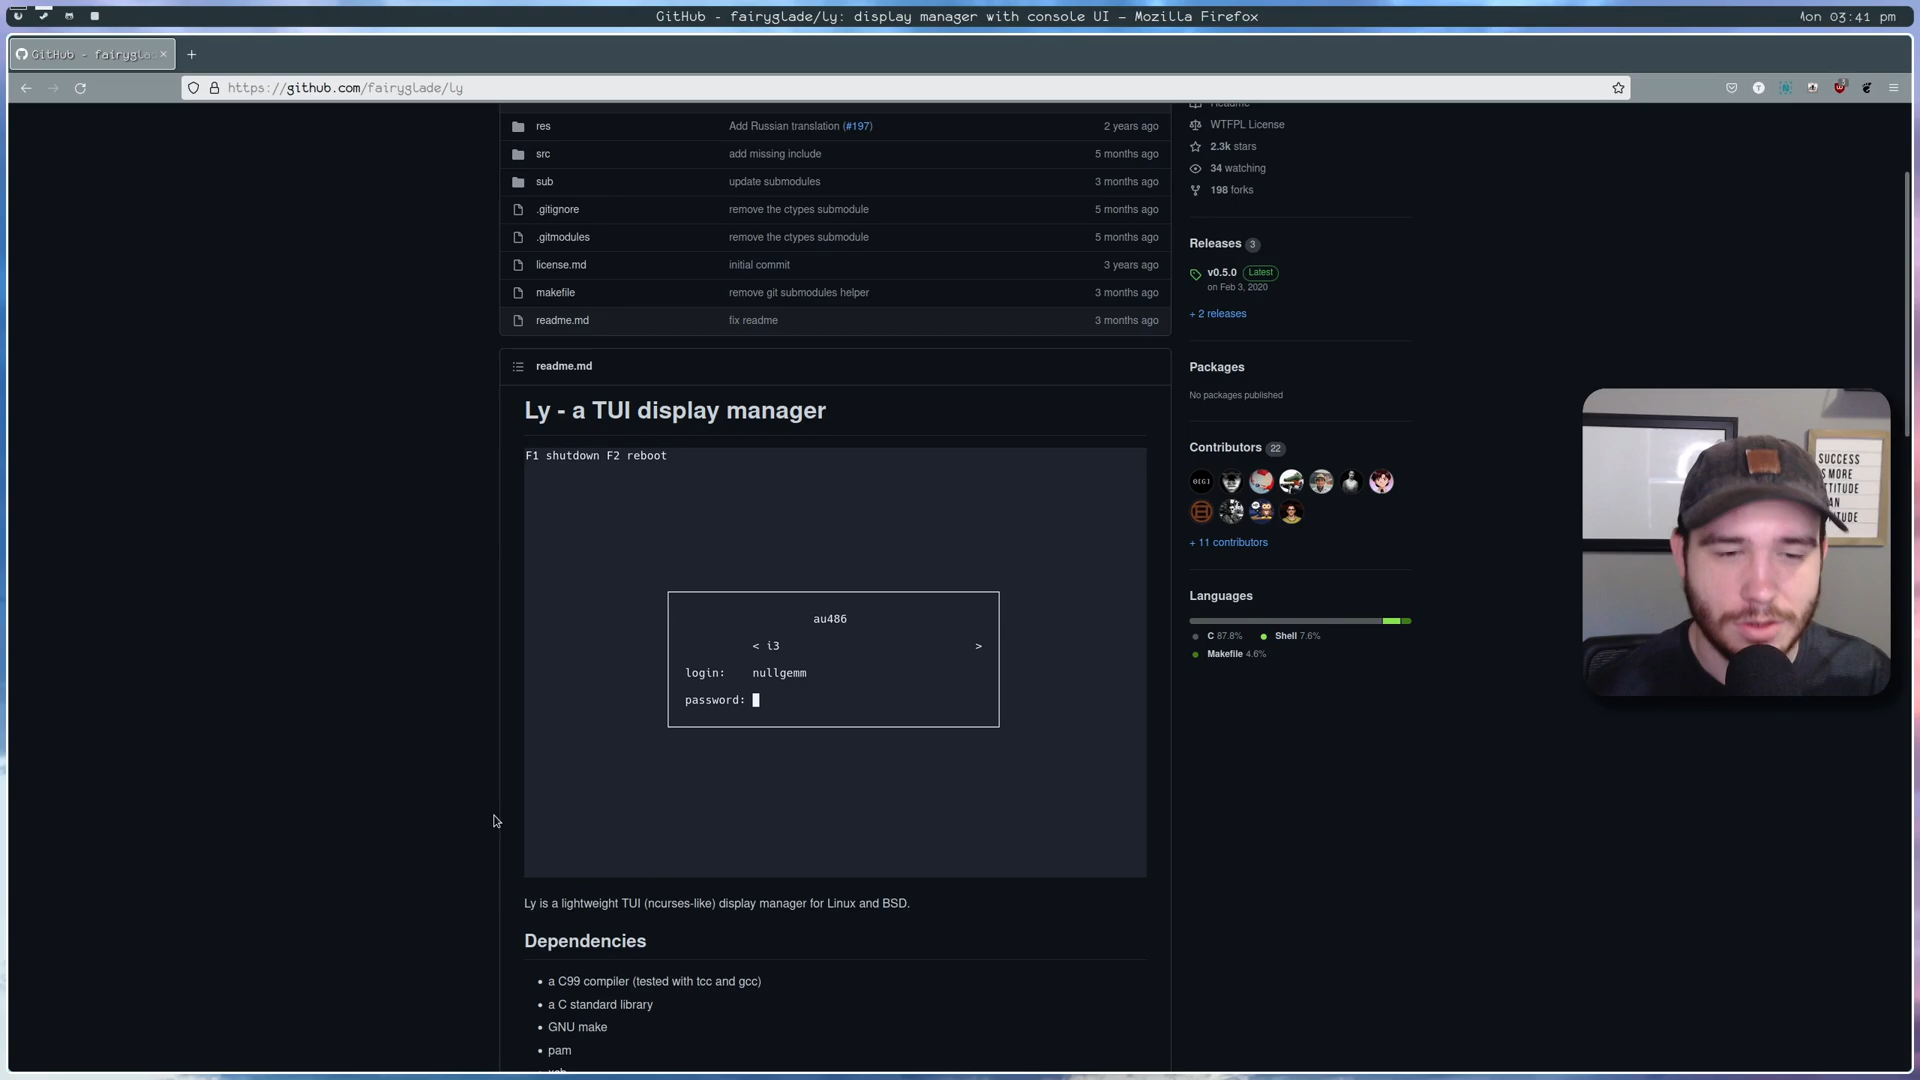 GitHub - fairyglade/ly: display manager with console UI — Mozilla Firefox
Mon 03:41 pm
GitHub - fairygla
https://github.com/fairyglade/ly
Readme
res Add Russian translation (#197) 2 years ago
WTFPL License
2.3k stars
src add missing include 5 months ago
34 watching
sub update submodules 3 months ago
198 forks
.gitignore remove the ctypes submodule 5 months ago
.gitmodules remove the ctypes submodule 5 months ago
Releases 3
license.md initial commit 3 years ago
v0.5.0 Latest
on Feb 3, 2020
makefile remove git submodules helper 3 months ago
+ 2 releases
readme.md fix readme 3 months ago
readme.md
Packages
No packages published
Ly - a TUI display manager
F1 shutdown F2 reboot
Contributors 22
+ 11 contributors
Languages
C 87.8% Shell 7.6%
Makefile 4.6%
au486
< i3 >
login: nullgemm
password:
Ly is a lightweight TUI (ncurses-like) display manager for Linux and BSD.
Dependencies
• a C99 compiler (tested with tcc and gcc)
• a C standard library
• GNU make
• pam
• xcb
SUCCESS
IS MORE
TTITUDE
AN
TITUDE